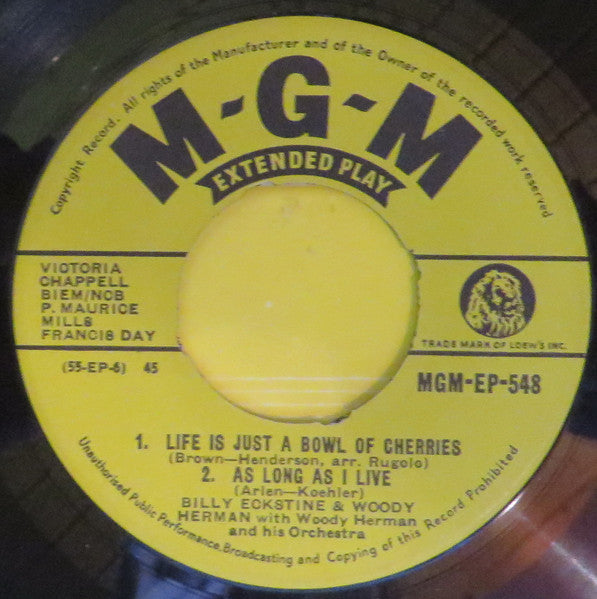 Copyright Record. All rights of the Manufacturer and of the Owner of the recorded work reserved
M-G-M
EXTENDED PLAY
VICTORIA
CHAPPELL
BIEM/NCB
P. MAURICE
MILLS
FRANCIS DAY
TRADE MARK OF LOEW'S INC.
(55-EP-6) 45
MGM-EP-548
1. LIFE IS JUST A BOWL OF CHERRIES
(Brown—Henderson, arr. Rugolo)
2. AS LONG AS I LIVE
(Arlen—Koehler)
BILLY ECKSTINE & WOODY
HERMAN with Woody Herman
and his Orchestra
Unauthorised Public Performance, Broadcasting and Copying of this Record Prohibited